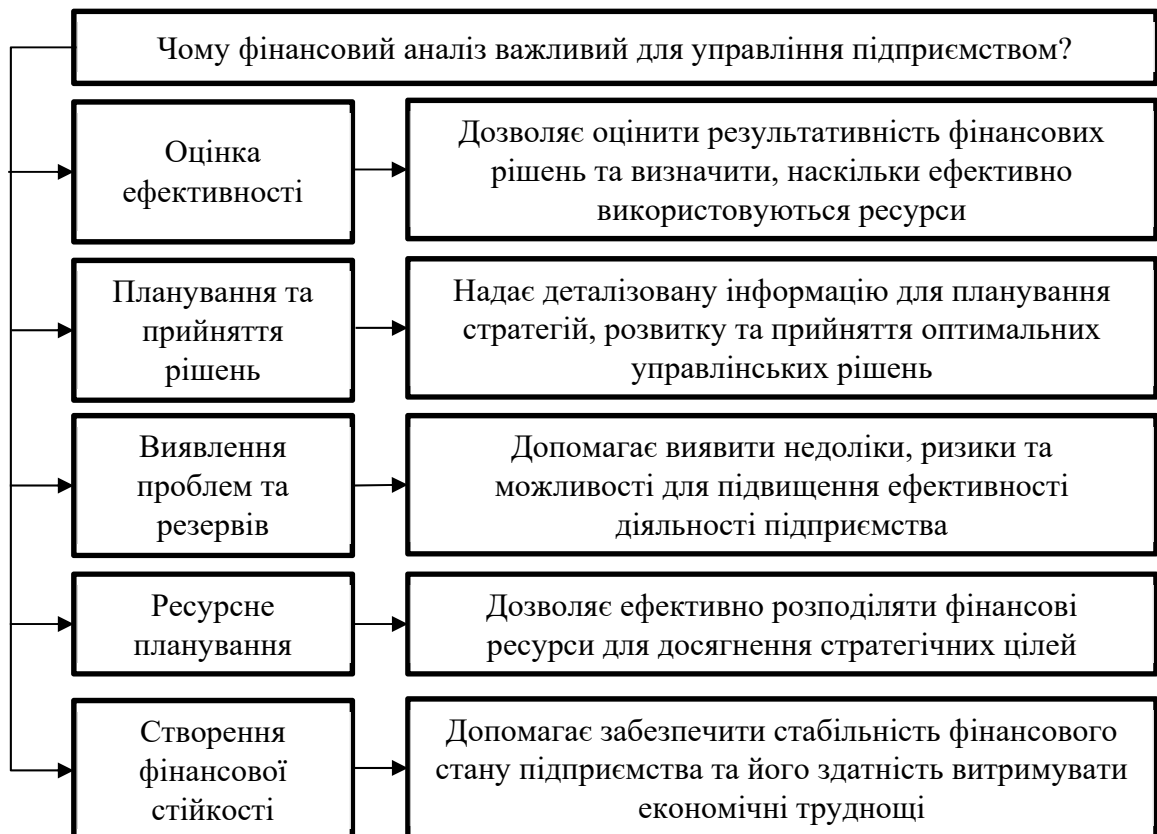 Чому фінансовий аналіз важливий для управління підприємством?
Оцінка
ефективності
Дозволяє оцінити результативність фінансових
рішень та визначити, наскільки ефективно
використовуються ресурси
Планування та
прийняття
рішень
Надає деталізовану інформацію для планування
стратегій, розвитку та прийняття оптимальних
управлінських рішень
Виявлення
проблем та
резервів
Допомагає виявити недоліки, ризики та
можливості для підвищення ефективності
діяльності підприємства
Ресурсне
планування
Дозволяє ефективно розподіляти фінансові
ресурси для досягнення стратегічних цілей
Створення
фінансової
стійкості
Допомагає забезпечити стабільність фінансового
стану підприємства та його здатність витримувати
економічні труднощі